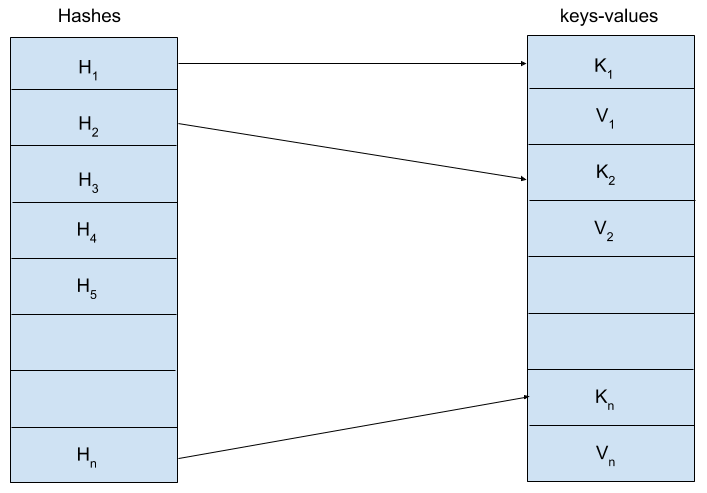 Hashes
H1
H2
H3
H4
H5
Hn
keys-values
K1
V1
K2
V2
Kn
Vn